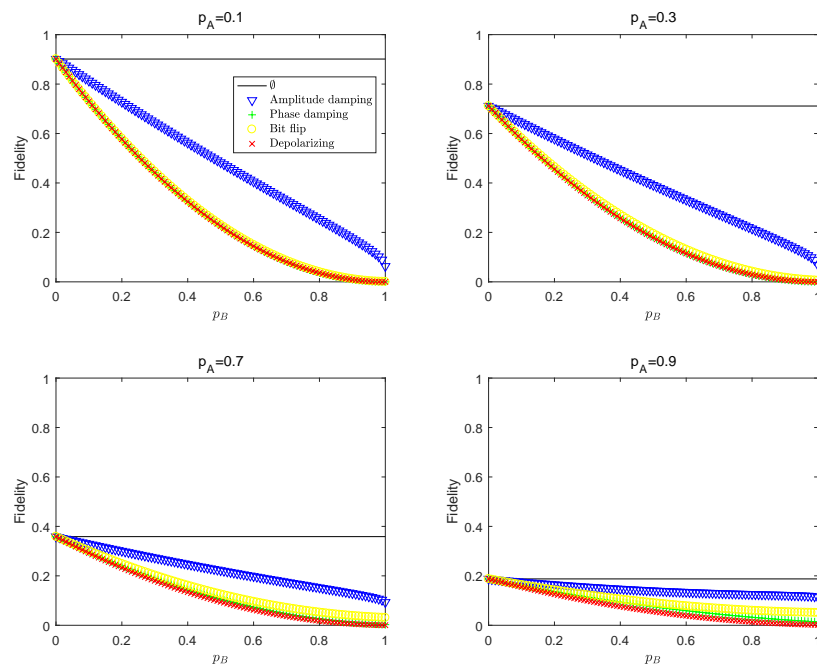 p_A=0.1
Fidelity
1
0.8
0.6
0.4
0.2
0
0 0.2 0.4 0.6 0.8 1
p_B
∅
Amplitude damping
Phase damping
Bit flip
Depolarizing
p_A=0.3
Fidelity
1
0.8
0.6
0.4
0.2
0
0 0.2 0.4 0.6 0.8 1
p_B
p_A=0.7
Fidelity
1
0.8
0.6
0.4
0.2
0
0 0.2 0.4 0.6 0.8 1
p_B
p_A=0.9
Fidelity
1
0.8
0.6
0.4
0.2
0
0 0.2 0.4 0.6 0.8 1
p_B